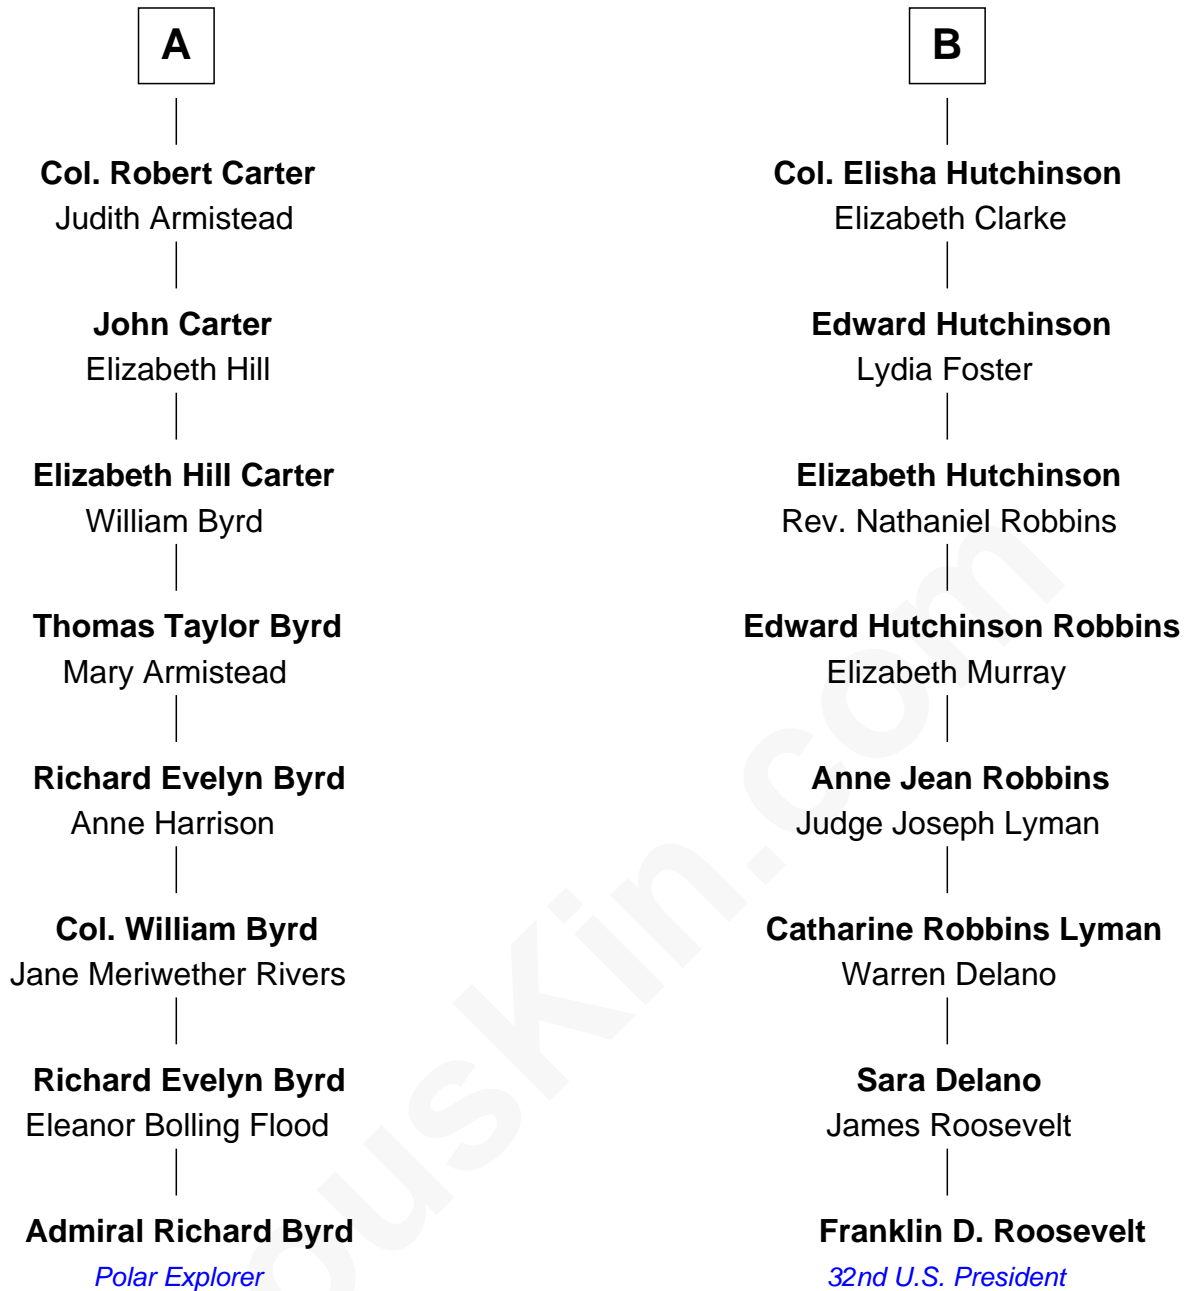 A
Col. Robert Carter
Judith Armistead
John Carter
Elizabeth Hill
Elizabeth Hill Carter
William Byrd
Thomas Taylor Byrd
Mary Armistead
Richard Evelyn Byrd
Anne Harrison
Col. William Byrd
Jane Meriwether Rivers
Richard Evelyn Byrd
Eleanor Bolling Flood
Admiral Richard Byrd
Polar Explorer
B
Col. Elisha Hutchinson
Elizabeth Clarke
Edward Hutchinson
Lydia Foster
Elizabeth Hutchinson
Rev. Nathaniel Robbins
Edward Hutchinson Robbins
Elizabeth Murray
Anne Jean Robbins
Judge Joseph Lyman
Catharine Robbins Lyman
Warren Delano
Sara Delano
James Roosevelt
Franklin D. Roosevelt
32nd U.S. President
ousKin.com